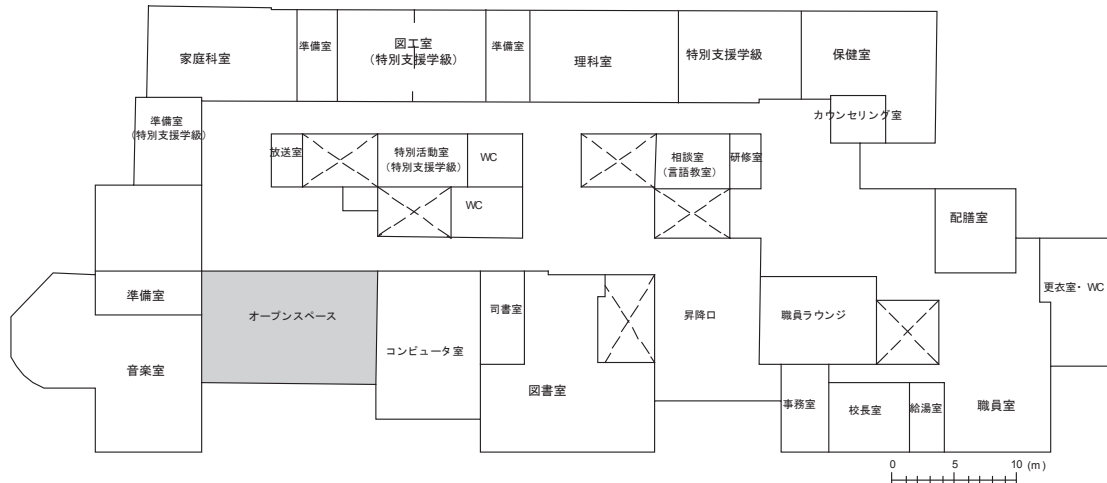 家庭科室
準備室
図工室
(特別支援学級)
準備室
理科室
特別支援学級
保健室
カウンセリング室
準備室
(特別支援学級)
放送室
特別活動室
(特別支援学級)
WC
WC
相談室
(言語教室)
研修室
配膳室
更衣室・WC
準備室
オープンスペース
司書室
昇降口
職員ラウンジ
コンピュータ室
音楽室
図書室
事務室
校長室
給湯室
職員室
0 5 10 (m)